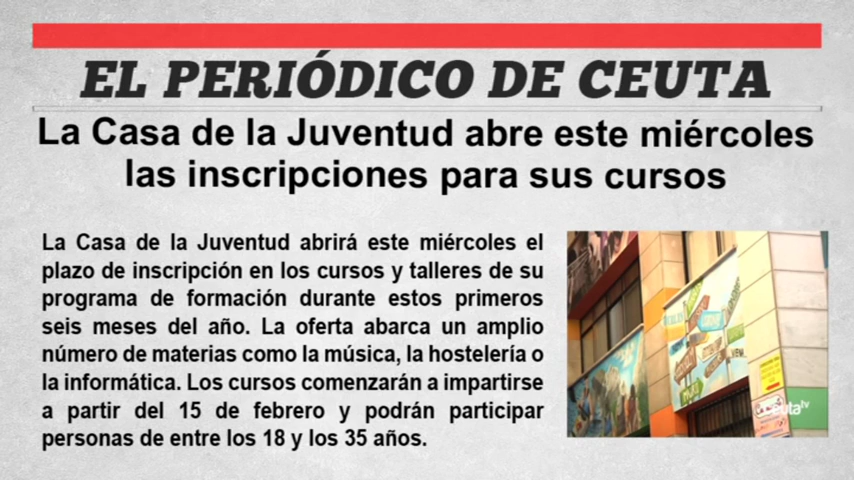 EL PERIÓDICO DE CEUTA
La Casa de la Juventud abre este miércoles
las inscripciones para sus cursos
La Casa de la Juventud abrirá este miércoles el
plazo de inscripción en los cursos y talleres de su
programa de formación durante estos primeros
seis meses del año. La oferta abarca un amplio
número de materias como la música, la hostelería o
la informática. Los cursos comenzarán a impartirse
a partir del 15 de febrero y podrán participar
personas de entre los 18 y los 35 años.
ceuta tv